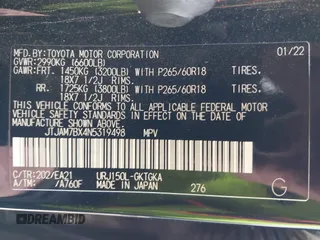 MFD.BY:TOYOTA MOTOR CORPORATION 01/22
GVWR:2990KG (6600LB)
GAWR:FRT. 1450KG (3200LB) WITH P265/60R18 TIRES.
18X7 1/2J RIMS.
RR. 1725KG (3800LB) WITH P265/60R18 TIRES.
18X7 1/2J RIMS.
THIS VEHICLE CONFORMS TO ALL APPLICABLE FEDERAL MOTOR
VEHICLE SAFETY STANDARDS IN EFFECT ON THE DATE OF
MANUFACTURE SHOWN ABOVE.
JTJAM7BX4N5319498 MPV
C/TR:202/EA21 URJ150L-GKTGKA
A/TM: /A760F MADE IN JAPAN 276 G
DREAMBID